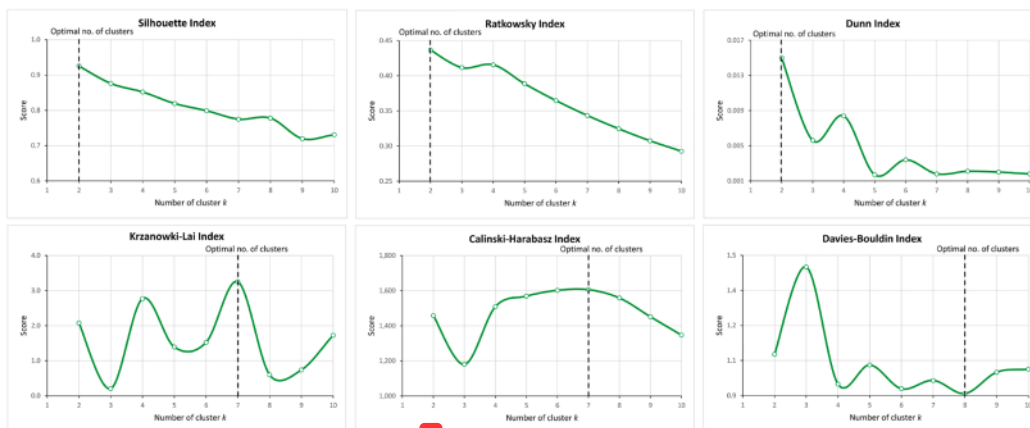 Silhouette Index
Optimal no. of clusters
1.0
0.9
0.8
0.7
0.6
Score
1 2 3 4 5 6 7 8 9 10
Number of cluster k
Ratkowsky Index
Optimal no. of clusters
0.45
0.40
0.35
0.30
0.25
Score
1 2 3 4 5 6 7 8 9 10
Number of cluster k
Dunn Index
Optimal no. of clusters
0.017
0.013
0.009
0.005
0.001
Score
1 2 3 4 5 6 7 8 9 10
Number of cluster k
Krzanowki-Lai Index
Optimal no. of clusters
4.0
3.0
2.0
1.0
0.0
Score
1 2 3 4 5 6 7 8 9 10
Number of cluster k
Calinski-Harabasz Index
Optimal no. of clusters
1,800
1,600
1,400
1,200
1,000
Score
1 2 3 4 5 6 7 8 9 10
Number of cluster k
Davies-Bouldin Index
Optimal no. of clusters
1.5
1.2
1.1
0.9
Score
1 2 3 4 5 6 7 8 9 10
Number of cluster k